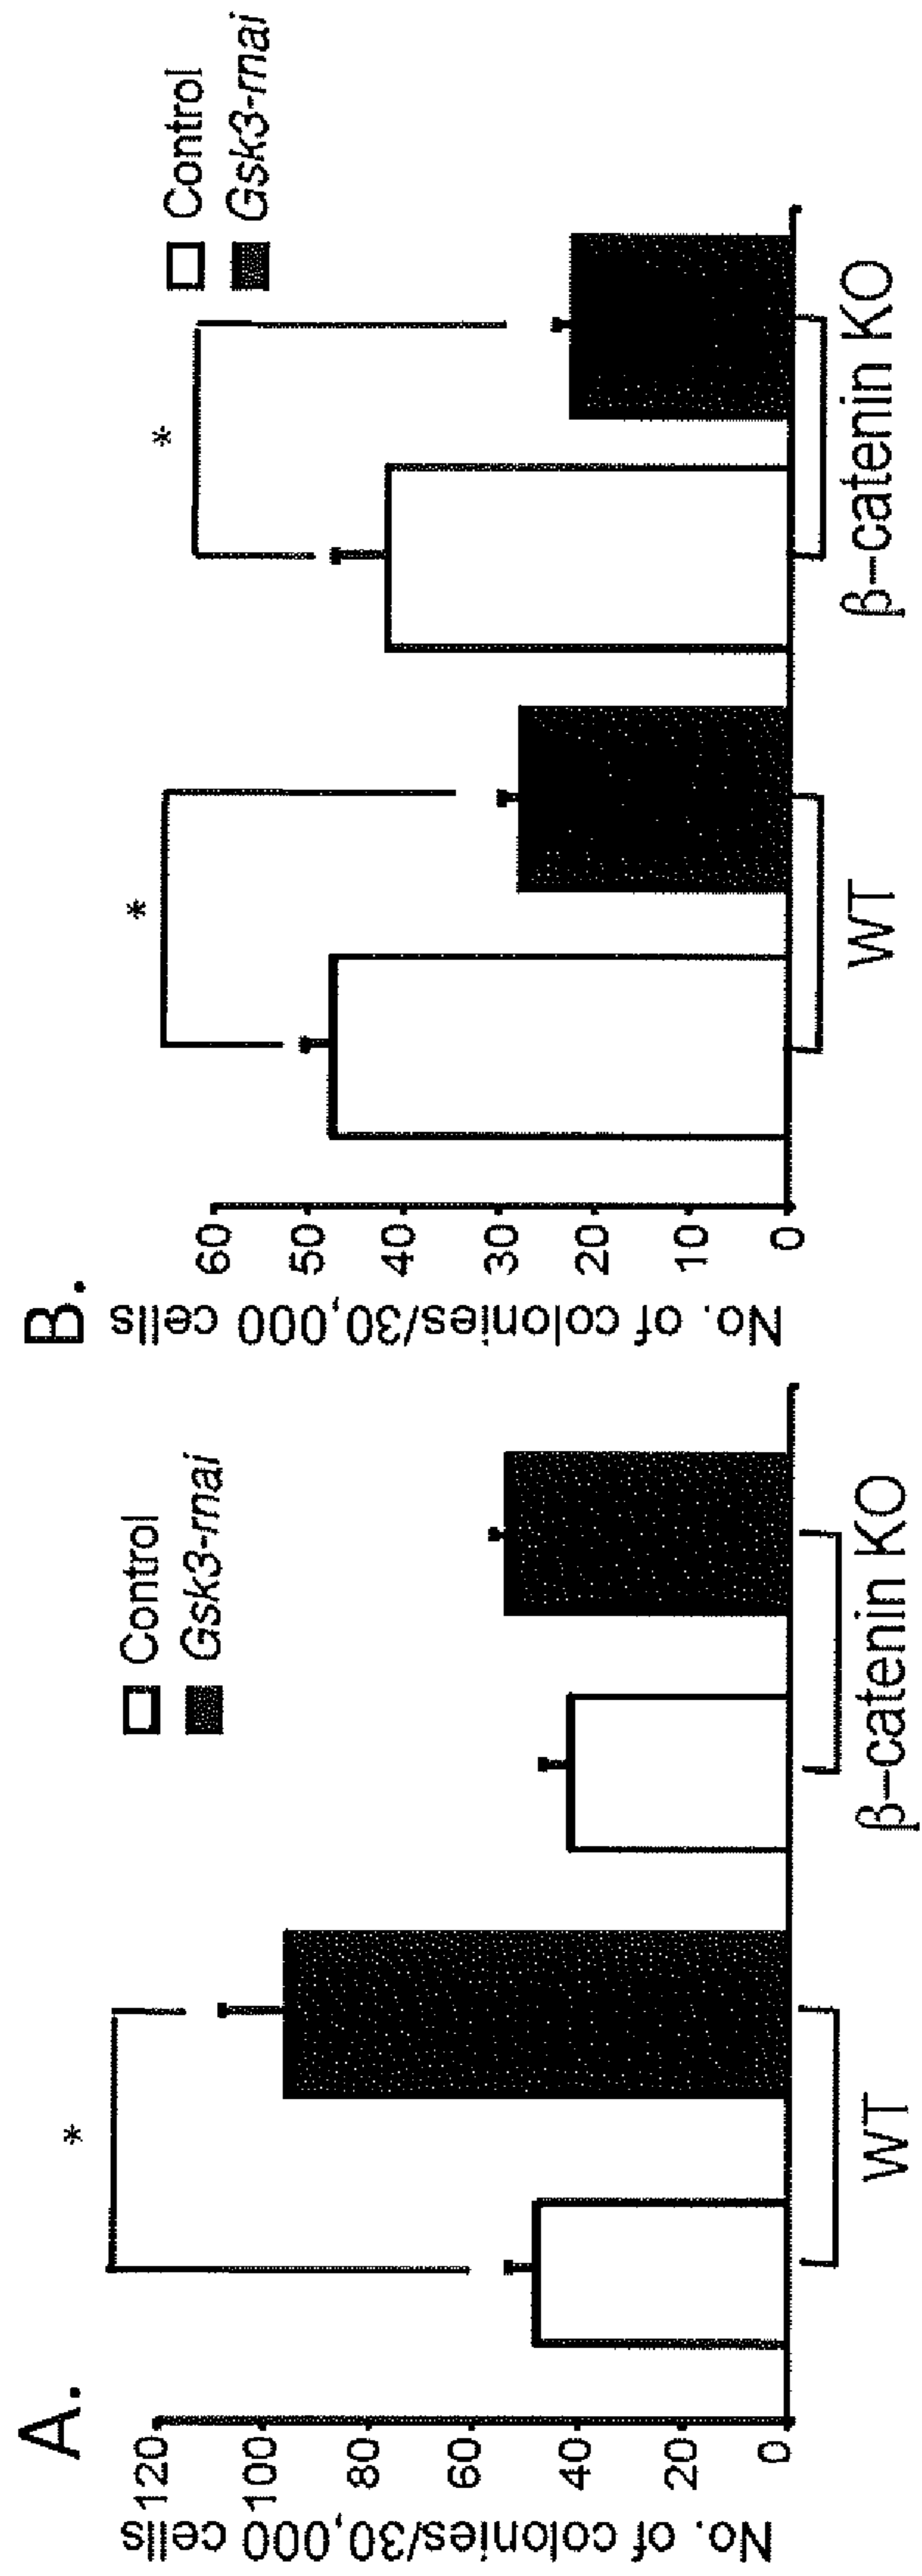 A.
No. of colonies/30,000 cells
120
100
80
60
40
20
0
Control
Gsk3-rnai
*
WT
β-catenin KO
B.
No. of colonies/30,000 cells
60
50
40
30
20
10
0
Control
Gsk3-rnai
*
*
WT
β-catenin KO